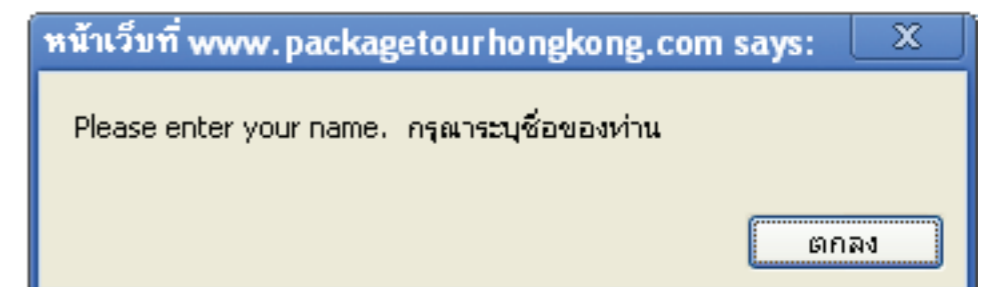 หน้าเว็บที่ www.packagetourhongkong.com says:
Please enter your name. กรุณาระบุชื่อของท่าน
ตกลง